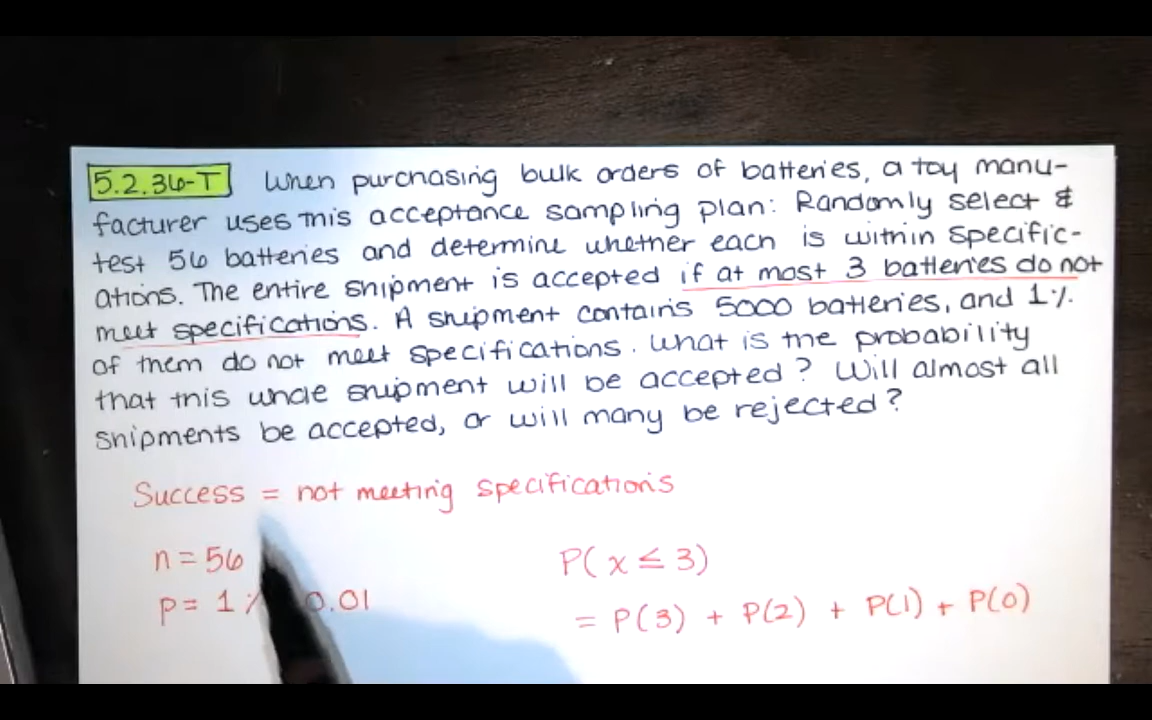 5.2.36-T When purchasing bulk orders of batteries, a toy manu-
facturer uses this acceptance sampling plan: Randomly select &
test 56 batteries and determine whether each is within specific-
ations. The entire shipment is accepted if at most 3 batteries do not
meet specifications. A shipment contains 5000 batteries, and 1%
of them do not meet specifications. What is the probability
that this whole shipment will be accepted? Will almost all
shipments be accepted, or will many be rejected?
Success = not meeting specifications
n = 56
p = 1% 0.01
P(x ≤ 3)
= P(3) + P(2) + P(1) + P(0)